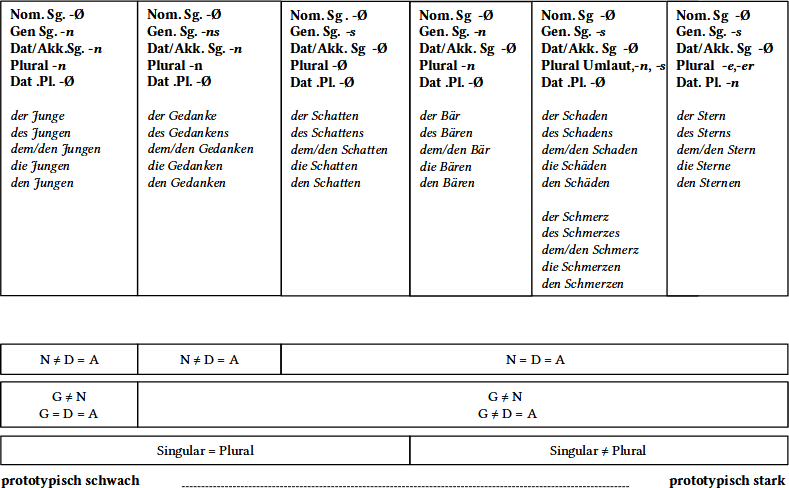 Nom. Sg. -Ø
Gen Sg. -n
Dat/Akk.Sg. -n
Plural -n
Dat .Pl. -Ø
der Junge
des Jungen
dem/den Jungen
die Jungen
den Jungen
Nom. Sg. -Ø
Gen. Sg. -ns
Dat/Akk. Sg. -n
Plural -n
Dat .Pl. -Ø
der Gedanke
des Gedankens
dem/den Gedanken
die Gedanken
den Gedanken
Nom. Sg . -Ø
Gen. Sg. -s
Dat/Akk. Sg -Ø
Plural -Ø
Dat .Pl. -Ø
der Schatten
des Schattens
dem/den Schatten
die Schatten
den Schatten
Nom. Sg -Ø
Gen. Sg. -n
Dat/Akk. Sg -Ø
Plural -n
Dat .Pl. -Ø
der Bär
des Bären
dem/den Bär
die Bären
den Bären
Nom. Sg -Ø
Gen. Sg. -s
Dat/Akk. Sg -Ø
Plural Umlaut,-n, -s
Dat .Pl. -Ø
der Schaden
des Schadens
dem/den Schaden
die Schäden
den Schäden
der Schmerz
des Schmerzes
dem/den Schmerz
die Schmerzen
den Schmerzen
Nom. Sg -Ø
Gen. Sg. -s
Dat/Akk. Sg -Ø
Plural -e,-er
Dat. Pl. -n
der Stern
des Sterns
dem/den Stern
die Sterne
den Sternen
N ≠ D = A
N ≠ D = A
N = D = A
G ≠ N
G = D = A
G ≠ N
G ≠ D = A
Singular = Plural
Singular ≠ Plural
prototypisch schwach
prototypisch stark